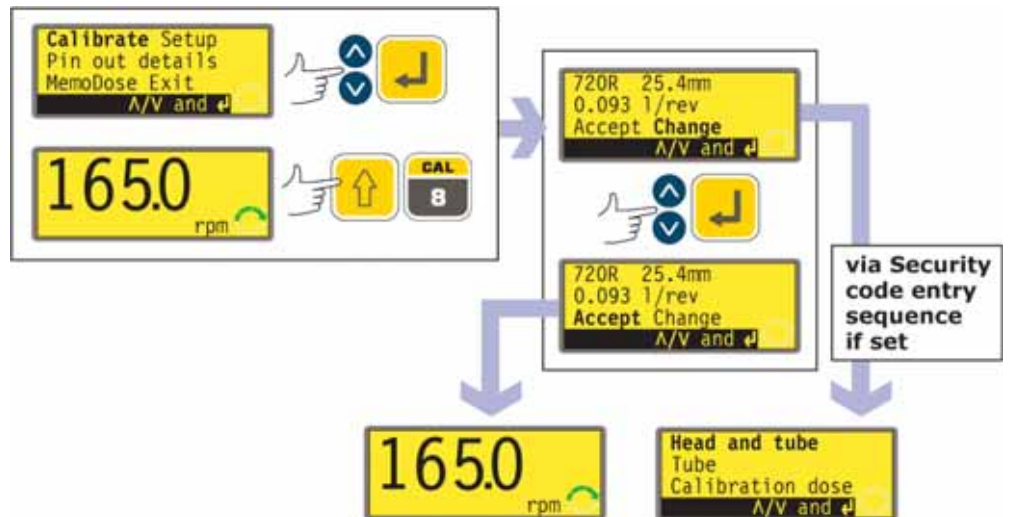 Calibrate Setup
Pin out details
MemoDose Exit
Λ/V and ↲
165.0
rpm
CAL
8
720R 25.4mm
0.093 l/rev
Accept Change
Λ/V and ↲
720R 25.4mm
0.093 l/rev
Accept Change
Λ/V and ↲
via Security
code entry
sequence
if set
165.0
rpm
Head and tube
Tube
Calibration dose
Λ/V and ↲